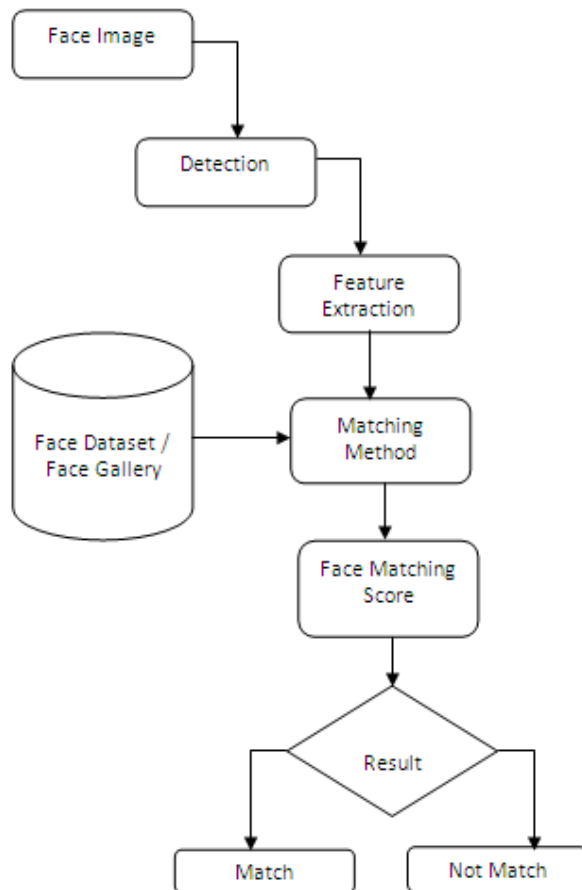 Face Image
Detection
Feature
Extraction
Face Dataset /
Face Gallery
Matching
Method
Face Matching
Score
Result
Match
Not Match